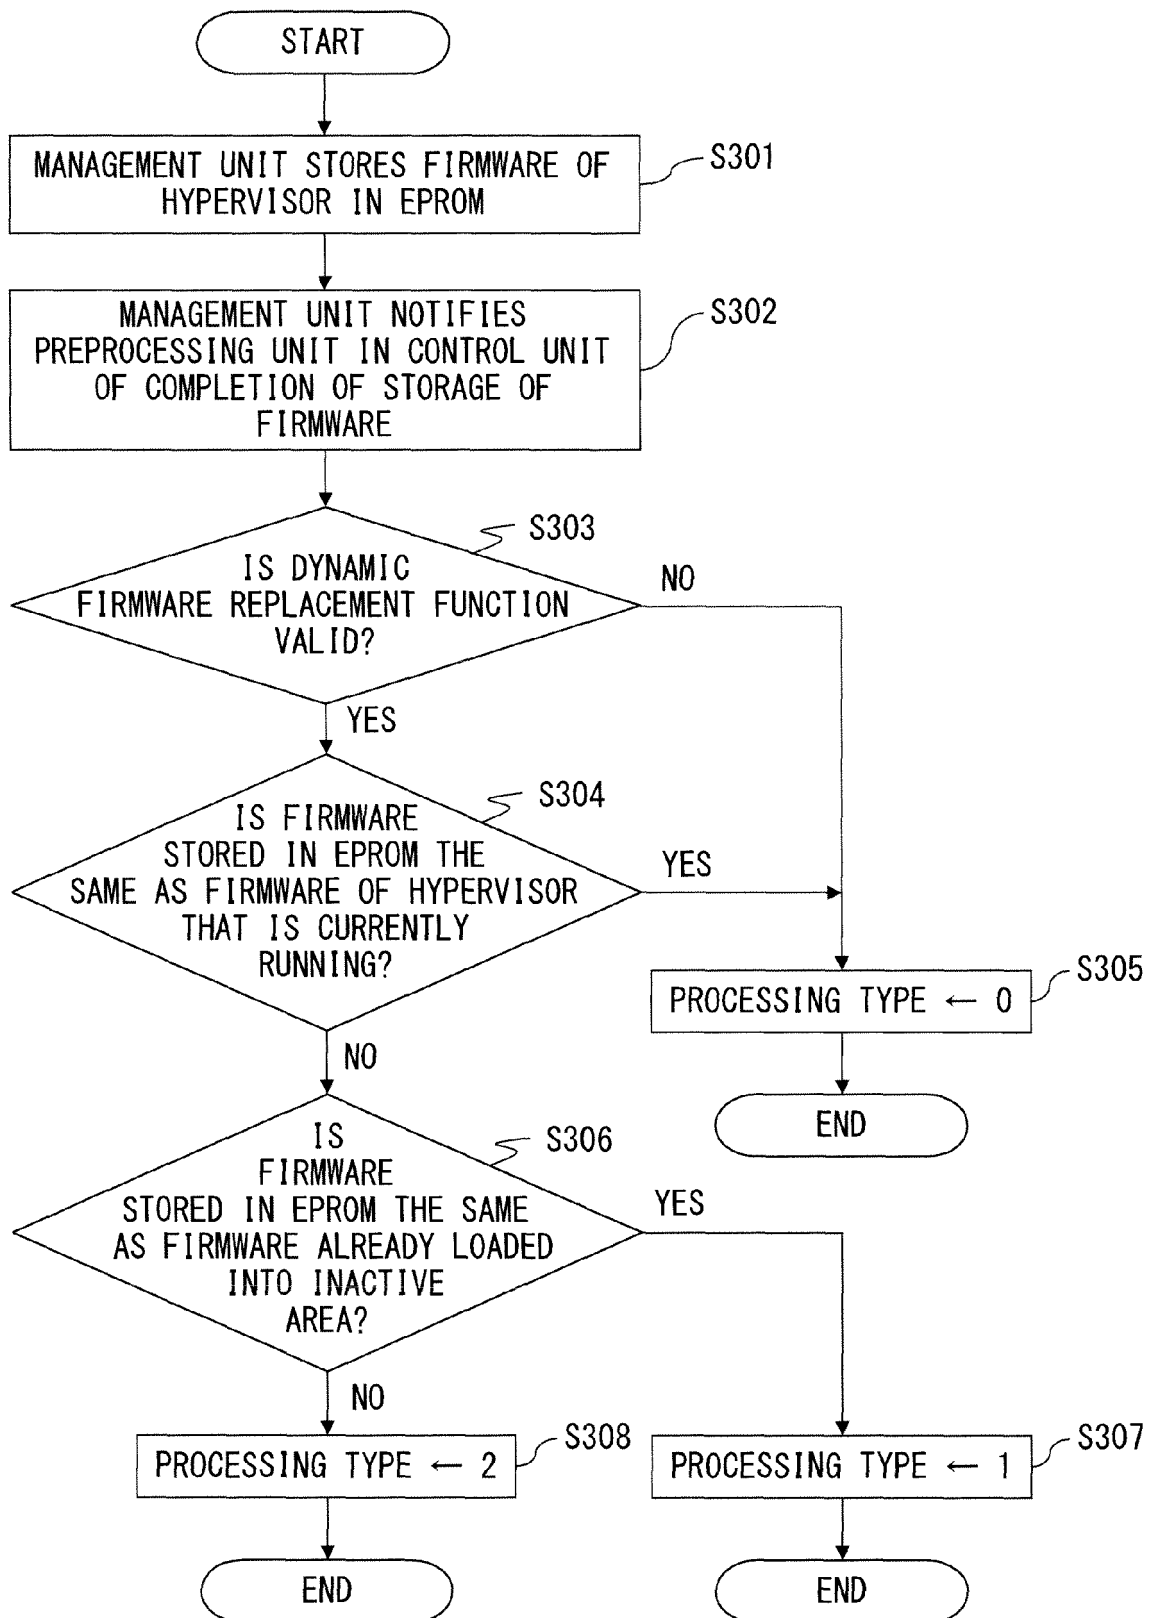 START
MANAGEMENT UNIT STORES FIRMWARE OF
HYPERVISOR IN EPROM
S301
MANAGEMENT UNIT NOTIFIES
PREPROCESSING UNIT IN CONTROL UNIT
OF COMPLETION OF STORAGE OF
FIRMWARE
S302
S303
IS DYNAMIC
FIRMWARE REPLACEMENT FUNCTION
VALID?
NO
YES
S304
IS FIRMWARE
STORED IN EPROM THE
SAME AS FIRMWARE OF HYPERVISOR
THAT IS CURRENTLY
RUNNING?
YES
NO
S305
PROCESSING TYPE ← 0
END
S306
IS
FIRMWARE
STORED IN EPROM THE SAME
AS FIRMWARE ALREADY LOADED
INTO INACTIVE
AREA?
YES
NO
S308
PROCESSING TYPE ← 2
END
S307
PROCESSING TYPE ← 1
END